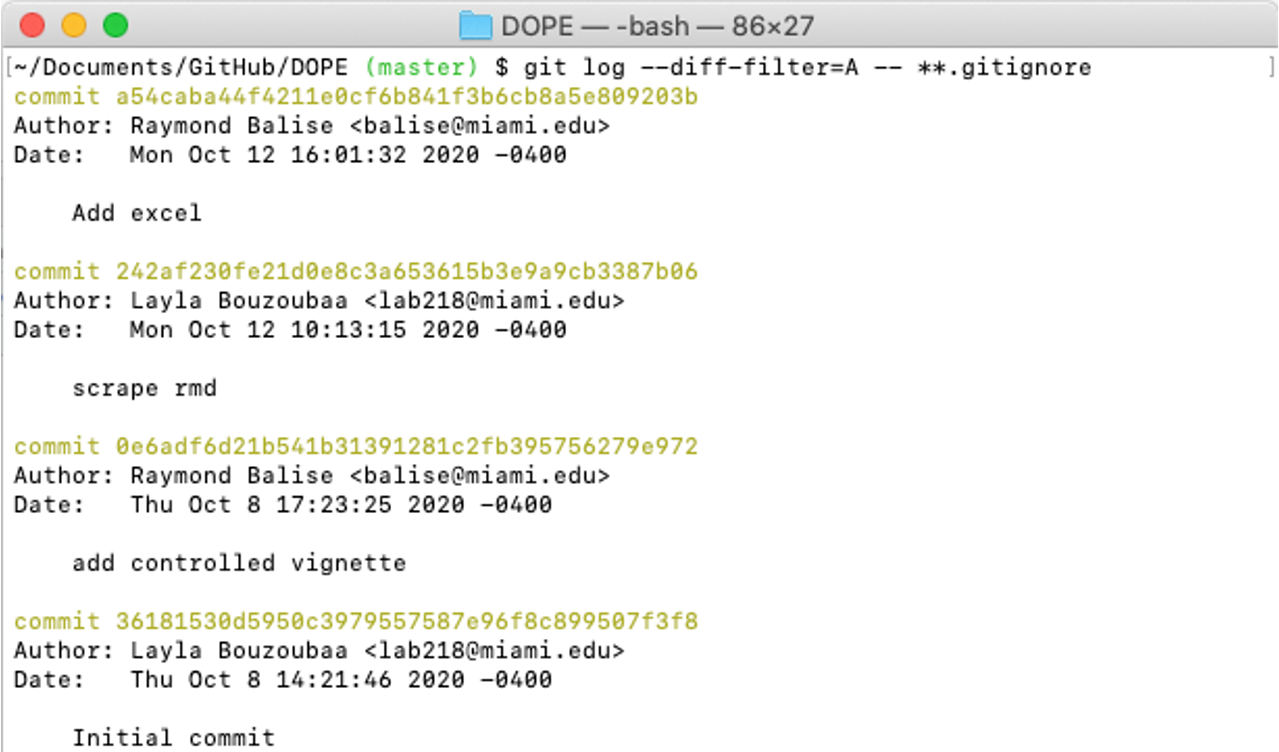 DOPE — -bash — 86×27
[~/Documents/GitHub/DOPE (master) $ git log --diff-filter=A -- **.gitignore ]
commit a54caba44f4211e0cf6b841f3b6cb8a5e809203b
Author: Raymond Balise <balise@miami.edu>
Date:   Mon Oct 12 16:01:32 2020 -0400
    Add excel
commit 242af230fe21d0e8c3a653615b3e9a9cb3387b06
Author: Layla Bouzoubaa <lab218@miami.edu>
Date:   Mon Oct 12 10:13:15 2020 -0400
    scrape rmd
commit 0e6adf6d21b541b31391281c2fb395756279e972
Author: Raymond Balise <balise@miami.edu>
Date:   Thu Oct 8 17:23:25 2020 -0400
    add controlled vignette
commit 36181530d5950c3979557587e96f8c899507f3f8
Author: Layla Bouzoubaa <lab218@miami.edu>
Date:   Thu Oct 8 14:21:46 2020 -0400
    Initial commit